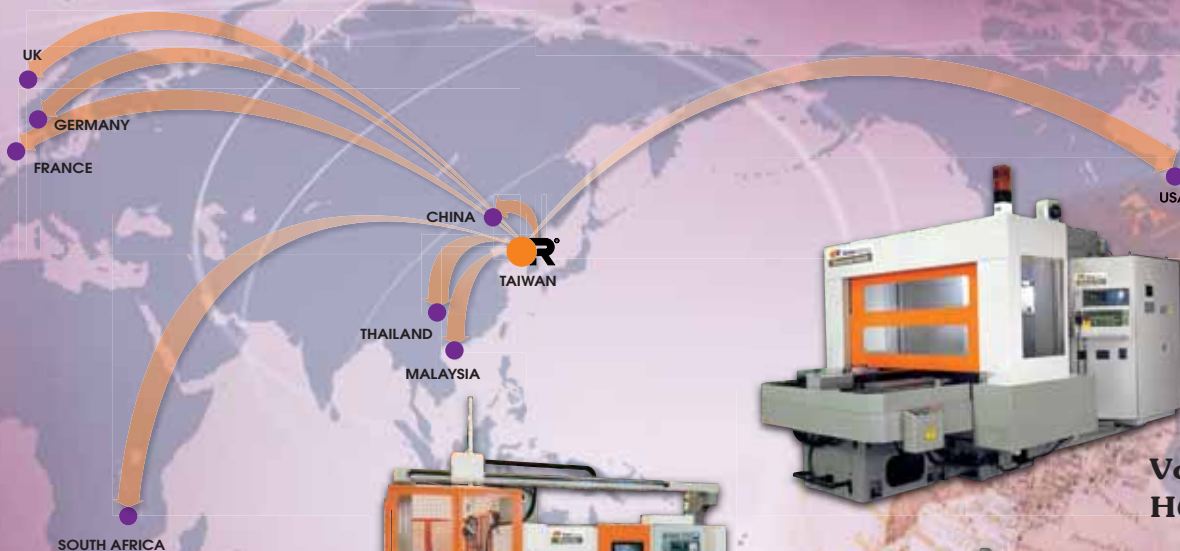 UK
GERMANY
FRANCE
CHINA
R
TAIWAN
THAILAND
MALAYSIA
SOUTH AFRICA